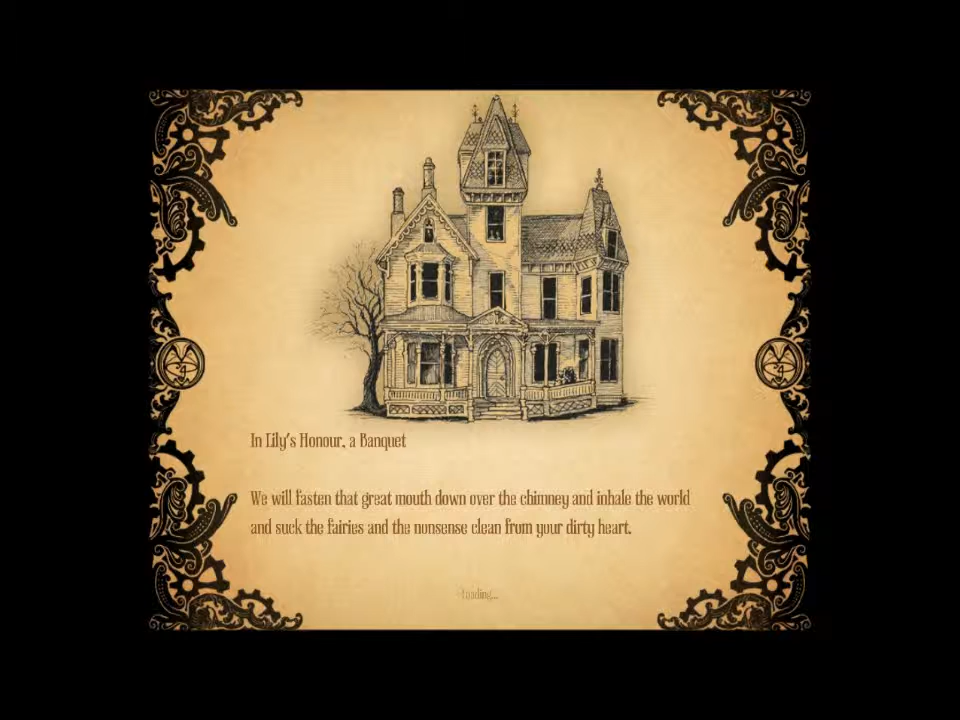 In Lily's Honour, a Banquet
We will fasten that great mouth down over the chimney and inhale the world
and suck the fairies and the nonsense clean from your dirty heart.
Loading...